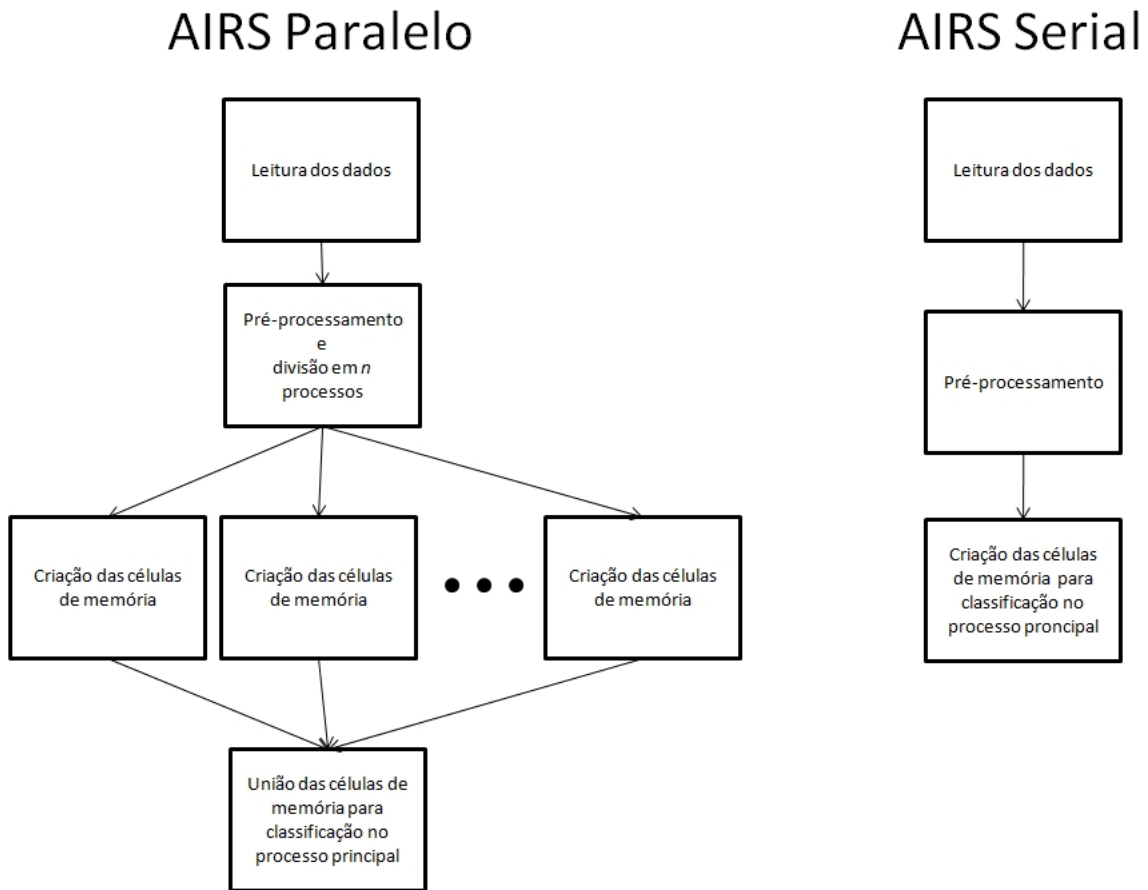 AIRS Paralelo
Leitura dos dados
Pré-processamento
e
divisão em n
processos
Criação das células
de memória
Criação das células
de memória
Criação das células
de memória
União das células de
memória para
classificação no
processo principal
AIRS Serial
Leitura dos dados
Pré-processamento
Criação das células
de memória para
classificação no
processo proncipal